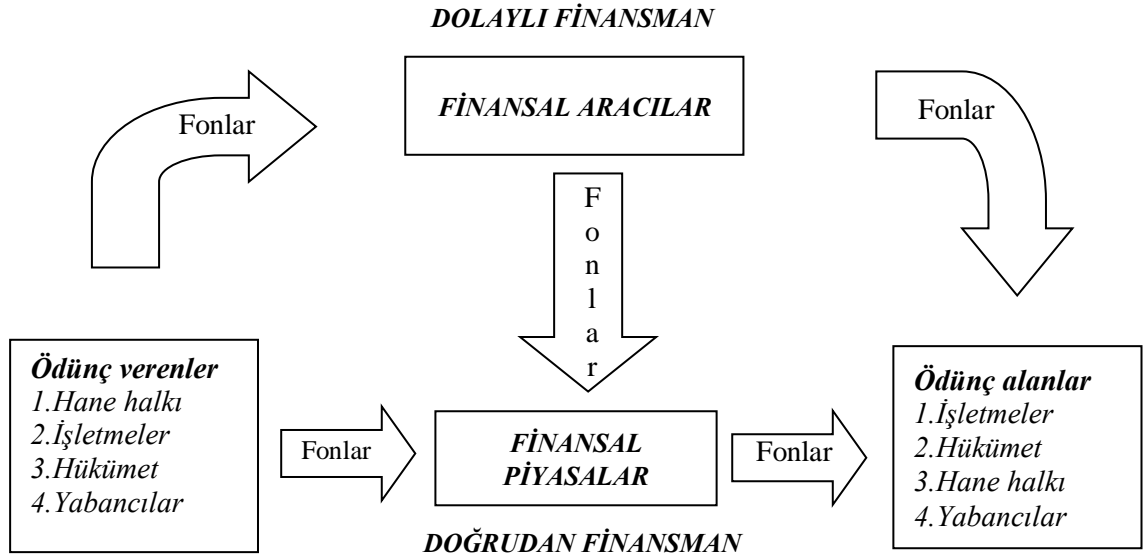 DOLAYLI FİNANSMAN
FİNANSAL ARACILAR
Fonlar
Fonlar
Fonlar
Ödünç verenler
1.Hane halkı
2.İşletmeler
3.Hükümet
4.Yabancılar
Fonlar
FİNANSAL
PİYASALAR
Fonlar
Ödünç alanlar
1.İşletmeler
2.Hükümet
3.Hane halkı
4.Yabancılar
DOĞRUDAN FİNANSMAN